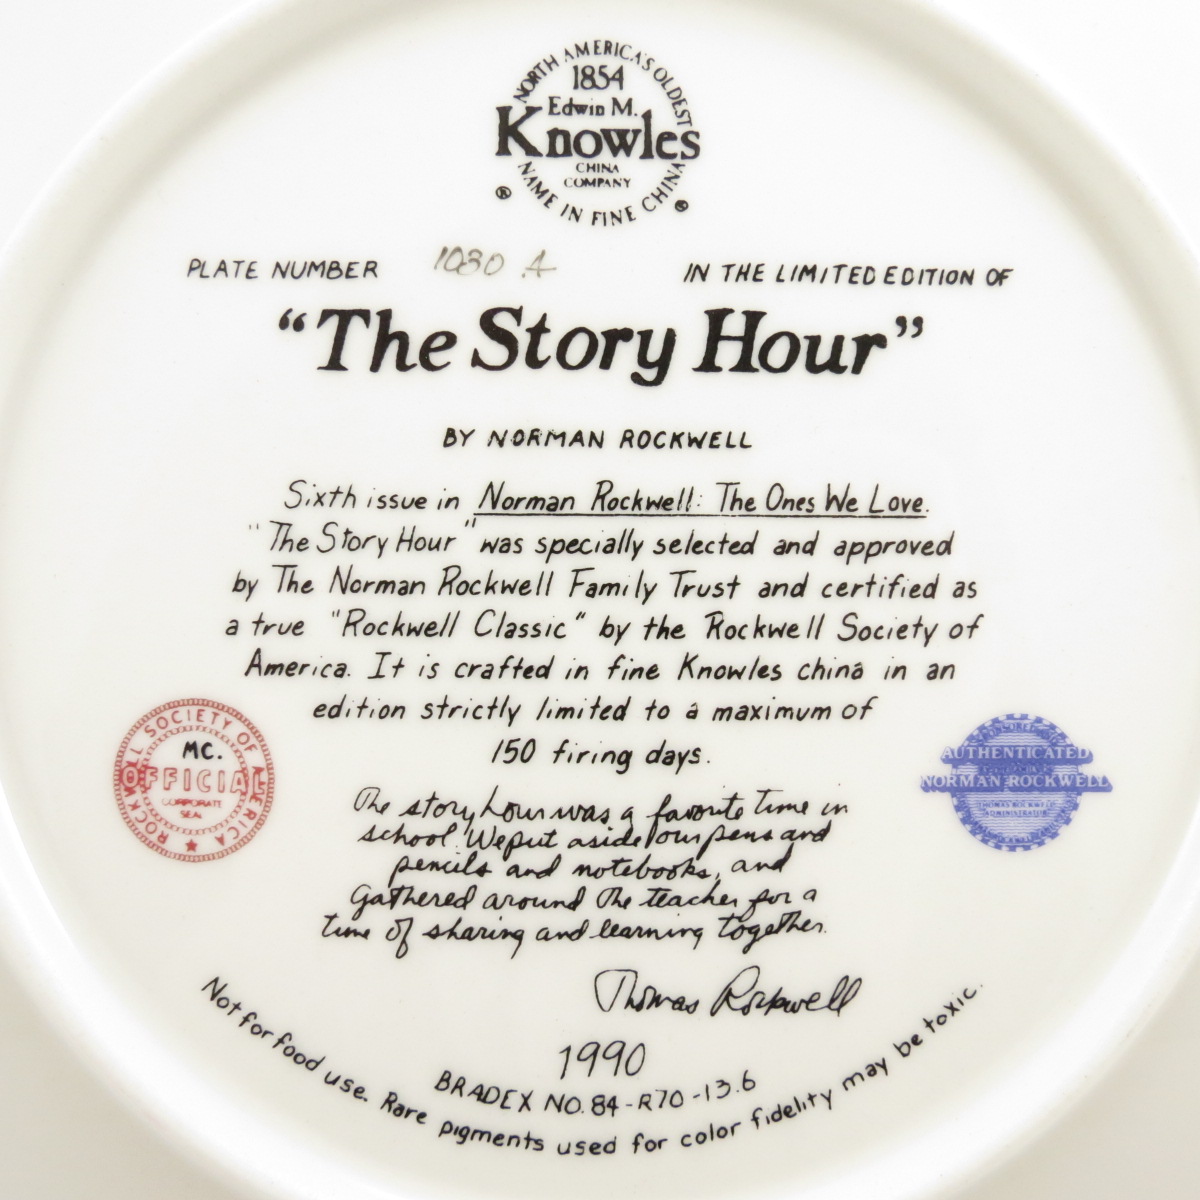 NORTH AMERICA'S OLDEST
1854
Edwin M.
Knowles
CHINA
COMPANY
NAME IN FINE CHINA
® ®
PLATE NUMBER 1030 A IN THE LIMITED EDITION OF
“The Story Hour”
BY NORMAN ROCKWELL
Sixth issue in Norman Rockwell: The Ones We Love.
"The Story Hour" was specially selected and approved
by The Norman Rockwell Family Trust and certified as
a true "Rockwell Classic" by the Rockwell Society of
America. It is crafted in fine Knowles china in an
edition strictly limited to a maximum of
150 firing days.
ROCKWELL SOCIETY OF AMERICA
MC.
OFFICIAL
CORPORATE
SEAL
AUTHENTICATED
NORMAN ROCKWELL
THOMAS ROCKWELL
ADMINISTRATOR
The story hour was a favorite time in
school. We put aside our pens and
pencils and notebooks, and
gathered around the teacher for a
time of sharing and learning together.
Thomas Rockwell
1990
BRADEX NO. 84-R70-13.6
Not for food use. Rare pigments used for color fidelity may be toxic.